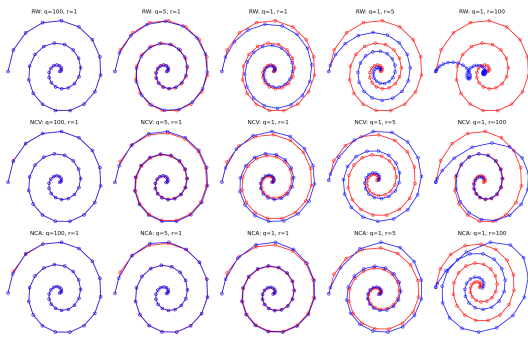 RW: q=100, r=1
RW: q=5, r=1
RW: q=1, r=1
RW: q=1, r=5
RW: q=1, r=100
NCV: q=100, r=1
NCV: q=5, r=1
NCV: q=1, r=1
NCV: q=1, r=5
NCV: q=1, r=100
NCA: q=100, r=1
NCA: q=5, r=1
NCA: q=1, r=1
NCA: q=1, r=5
NCA: q=1, r=100